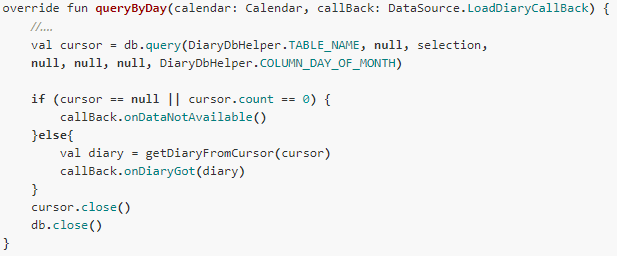 override fun queryByDay(calendar: Calendar, callBack: DataSource.LoadDiaryCallBack) {
    //....
    val cursor = db.query(DiaryDbHelper.TABLE_NAME, null, selection,
    null, null, null, DiaryDbHelper.COLUMN_DAY_OF_MONTH)

    if (cursor == null || cursor.count == 0) {
        callBack.onDataNotAvailable()
    }else{
        val diary = getDiaryFromCursor(cursor)
        callBack.onDiaryGot(diary)
    }
    cursor.close()
    db.close()
}